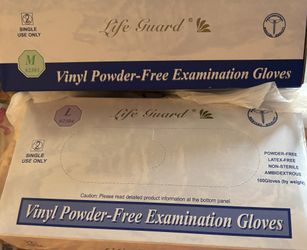 2
SINGLE
USE ONLY
Life Guard ®
M
Vinyl Powder-Free Examination Gloves
2
SINGLE
USE ONLY
L
Life Guard ®
POWDER-FREE
LATEX-FREE
NON-STERILE
AMBIDEXTROUS
100Gloves (by weight)
Caution: Please read detailed product information at the bottom panel.
Vinyl Powder-Free Examination Gloves